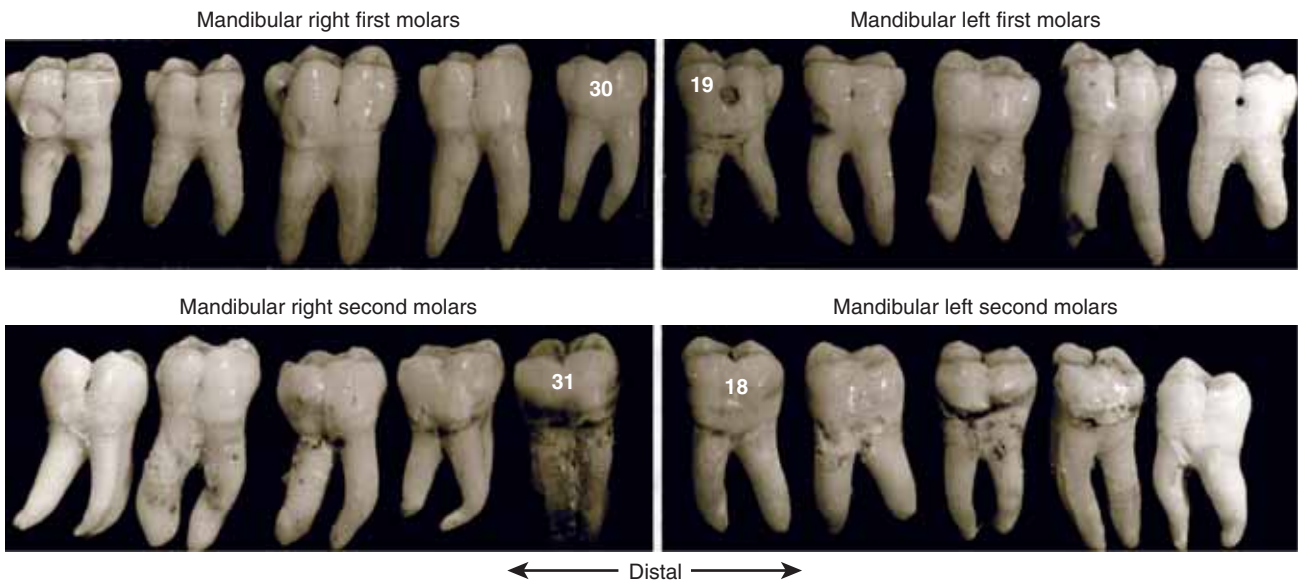 Mandibular right first molars
Mandibular left first molars
30
19
Mandibular right second molars
Mandibular left second molars
31
18
Distal